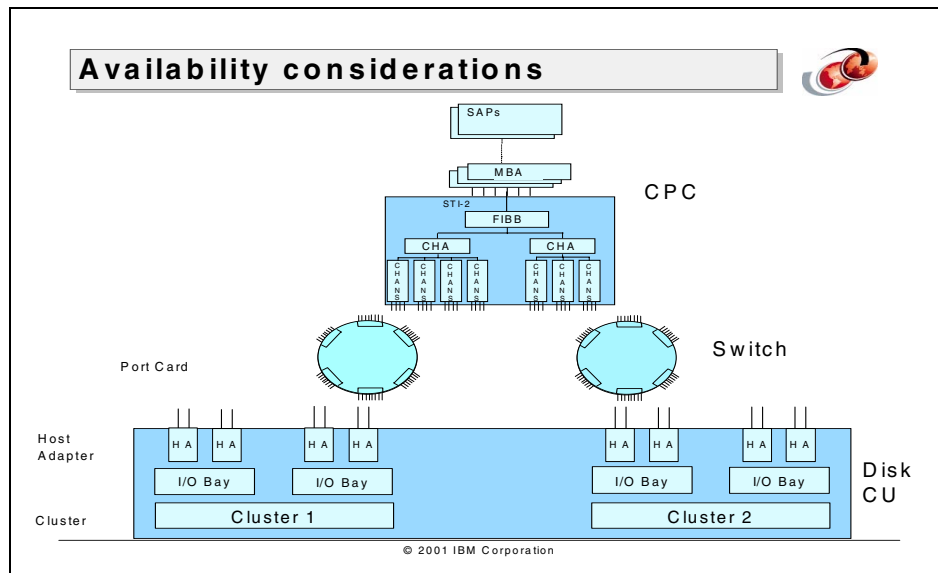 Availability considerations
SAPs
MBA
CPC
STI-2
FIBB
CHA CHA
CHANS CHANS CHANS CHANS CHANS CHANS CHANS
Switch
Port Card
Host Adapter
HA HA HA HA HA HA HA HA
I/O Bay I/O Bay I/O Bay I/O Bay
Disk CU
Cluster
Cluster 1 Cluster 2
© 2001 IBM Corporation